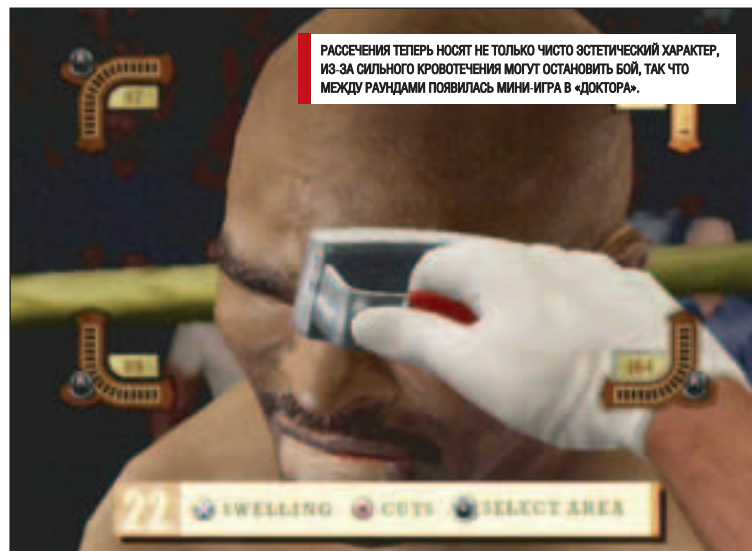 РАССЕЧЕНИЯ ТЕПЕРЬ НОСЯТ НЕ ТОЛЬКО ЧИСТО ЭСТЕТИЧЕСКИЙ ХАРАКТЕР,
ИЗ-ЗА СИЛЬНОГО КРОВОТЕЧЕНИЯ МОГУТ ОСТАНОВИТЬ БОЙ, ТАК ЧТО
МЕЖДУ РАУНДАМИ ПОЯВИЛАСЬ МИНИ-ИГРА В «ДОКТОРА».
22 SWELLING CUTS SELECT AREA